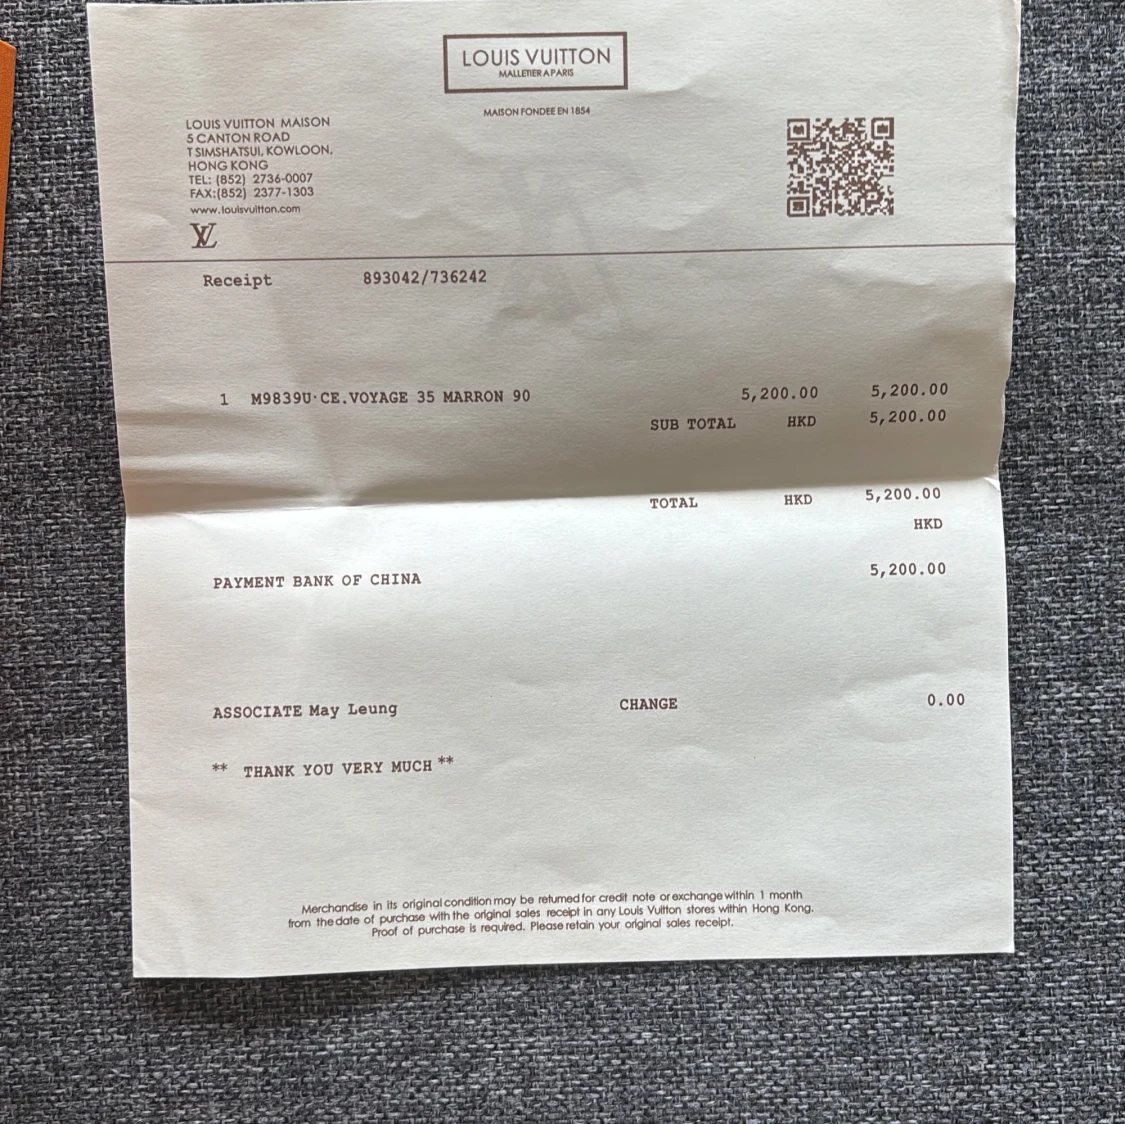 LOUIS VUITTON
MALLETIER A PARIS
MAISON FONDEE EN 1854
LOUIS VUITTON MAISON
5 CANTON ROAD
T SIMSHATSUI, KOWLOON,
HONG KONG
TEL: (852) 2736-0007
FAX:(852) 2377-1303
www.louisvuitton.com
LV
Receipt 893042/736242
1 M9839U·CE.VOYAGE 35 MARRON 90 5,200.00 5,200.00
SUB TOTAL HKD 5,200.00
TOTAL HKD 5,200.00
HKD
PAYMENT BANK OF CHINA 5,200.00
ASSOCIATE May Leung CHANGE 0.00
** THANK YOU VERY MUCH **
Merchandise in its original condition may be returned for credit note or exchange within 1 month
from the date of purchase with the original sales receipt in any Louis Vuitton stores within Hong Kong.
Proof of purchase is required. Please retain your original sales receipt.